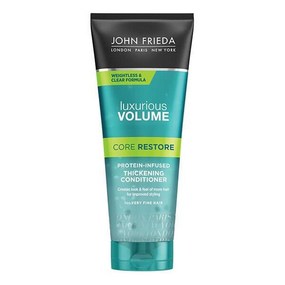 JOHN FRIEDA
LONDON PARIS NEW YORK
WEIGHTLESS &
CLEAR FORMULA
luxurious
VOLUME
CORE RESTORE
PROTEIN-INFUSED
THICKENING
CONDITIONER